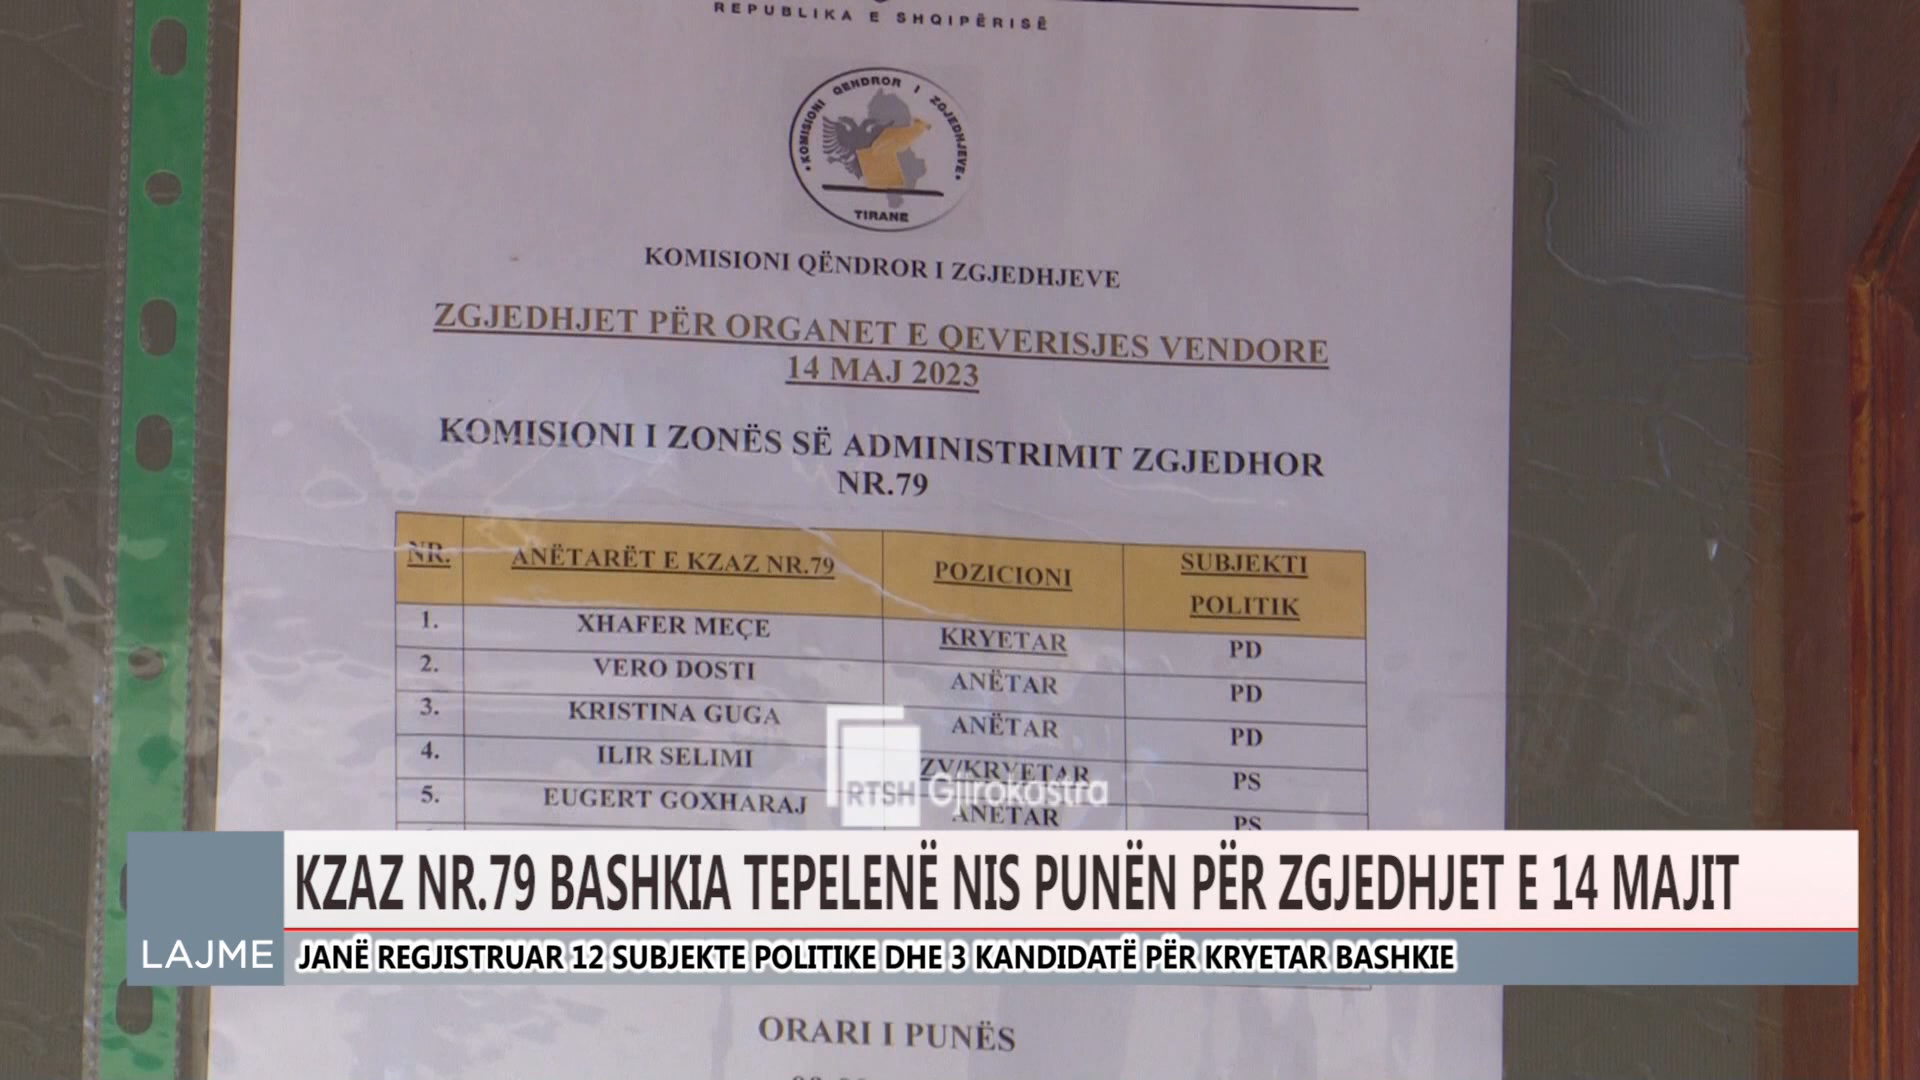 REPUBLIKA E SHQIPËRISË
KOMISIONI QENDROR I ZGJEDHJEVE
TIRANE
KOMISIONI QËNDROR I ZGJEDHJEVE
ZGJEDHJET PËR ORGANET E QEVERISJES VENDORE
14 MAJ 2023
KOMISIONI I ZONËS SË ADMINISTRIMIT ZGJEDHOR
NR.79
NR. ANËTARËT E KZAZ NR.79 POZICIONI SUBJEKTI POLITIK
1. XHAFER MEÇE KRYETAR PD
2. VERO DOSTI ANËTAR PD
3. KRISTINA GUGA ANËTAR PD
4. ILIR SELIMI ZV/KRYETAR PS
5. EUGERT GOXHARAJ ANËTAR PS
RTSH Gjirokastra
KZAZ NR.79 BASHKIA TEPELENË NIS PUNËN PËR ZGJEDHJET E 14 MAJIT
LAJME JANË REGJISTRUAR 12 SUBJEKTE POLITIKE DHE 3 KANDIDATË PËR KRYETAR BASHKIE
ORARI I PUNËS